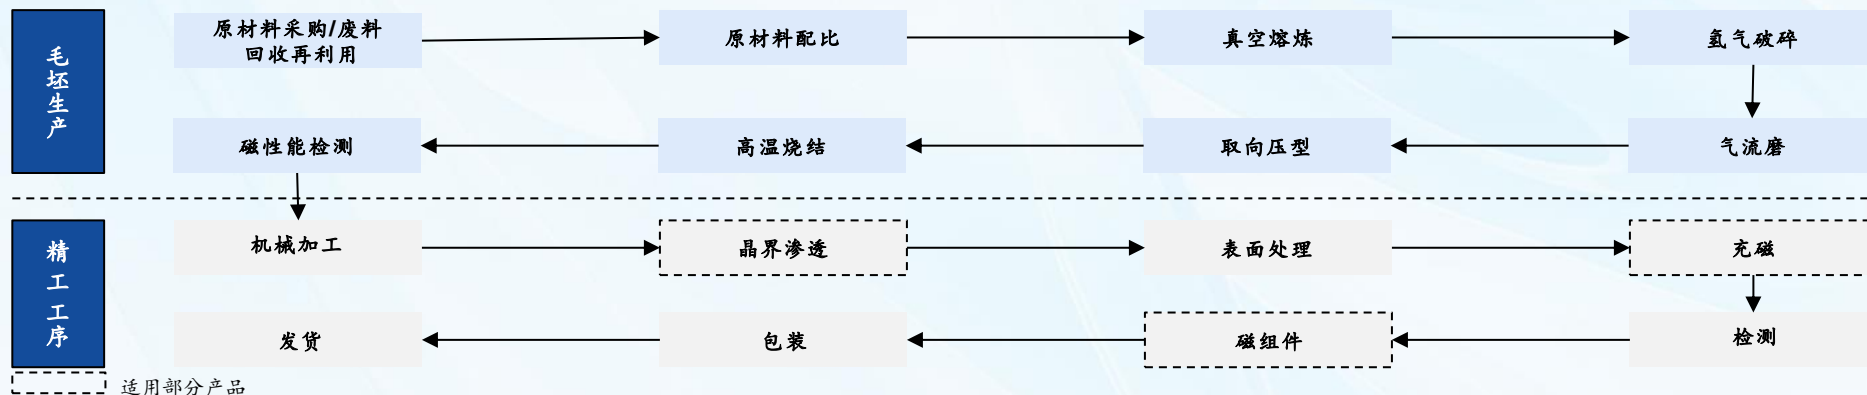 毛坯生产
原材料采购/废料
回收再利用
原材料配比
真空熔炼
氢气破碎
磁性能检测
高温烧结
取向压型
气流磨
精工工序
机械加工
晶界渗透
表面处理
充磁
发货
包装
磁组件
检测
适用部分产品